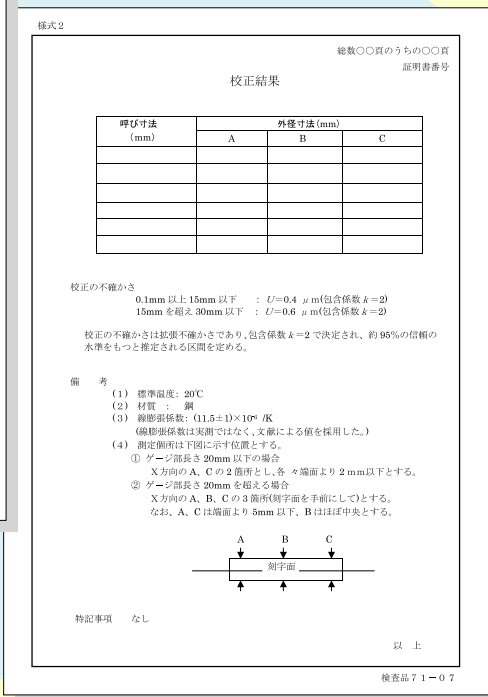 様式２
総数〇〇頁のうちの〇〇頁
証明書番号
校正結果
呼び寸法
(mm)
外径寸法(mm)
A B C
校正の不確かさ
0.1mm 以上 15mm 以下 : U=0.4 μm(包含係数 k=2)
15mm を超え 30mm 以下 : U=0.6 μm(包含係数 k=2)
校正の不確かさは拡張不確かさであり、包含係数 k=2 で決定され、約 95%の信頼の
水準をもつと推定される区間を定める。
備 考
(1) 標準温度: 20℃
(2) 材質 : 鋼
(3) 線膨張係数: (11.5±1)×10⁻⁶ /K
(線膨張係数は実測ではなく、文献による値を採用した。)
(4) 測定個所は下図に示す位置とする。
① ゲージ部長さ 20mm 以下の場合
X方向の A、C の 2 箇所とし、各 々端面より 2 mm以下とする。
② ゲージ部長さ 20mm を超える場合
X方向の A、B、C の 3 箇所(刻字面を手前にして)とする。
なお、A、C は端面より 5mm 以下、B はほぼ中央とする。
A B C
刻字面
特記事項 なし
以 上
検査品７１－０７